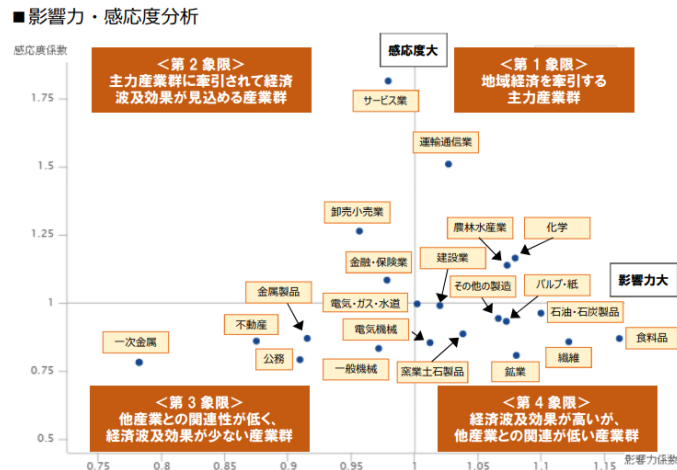 ■影響力・感応度分析
感応度係数
感応度大
＜第２象限＞
主力産業群に牽引されて経済
波及効果が見込める産業群
＜第１象限＞
地域経済を牽引する
主力産業群
1.75
サービス業
運輸通信業
1.5
卸売小売業
農林水産業
化学
1.25
金融・保険業
建設業
影響力大
金属製品
その他の製造
パルプ・紙
1
電気・ガス・水道
石油・石炭製品
不動産
電気機械
食料品
一次金属
公務
一般機械
窯業土石製品
鉱業
繊維
0.75
＜第３象限＞
他産業との関連性が低く、
経済波及効果が少ない産業群
＜第４象限＞
経済波及効果が高いが、
他産業との関連が低い産業群
0.5
0.75
0.8
0.85
0.9
0.95
1
1.05
1.1
1.15
影響力係数